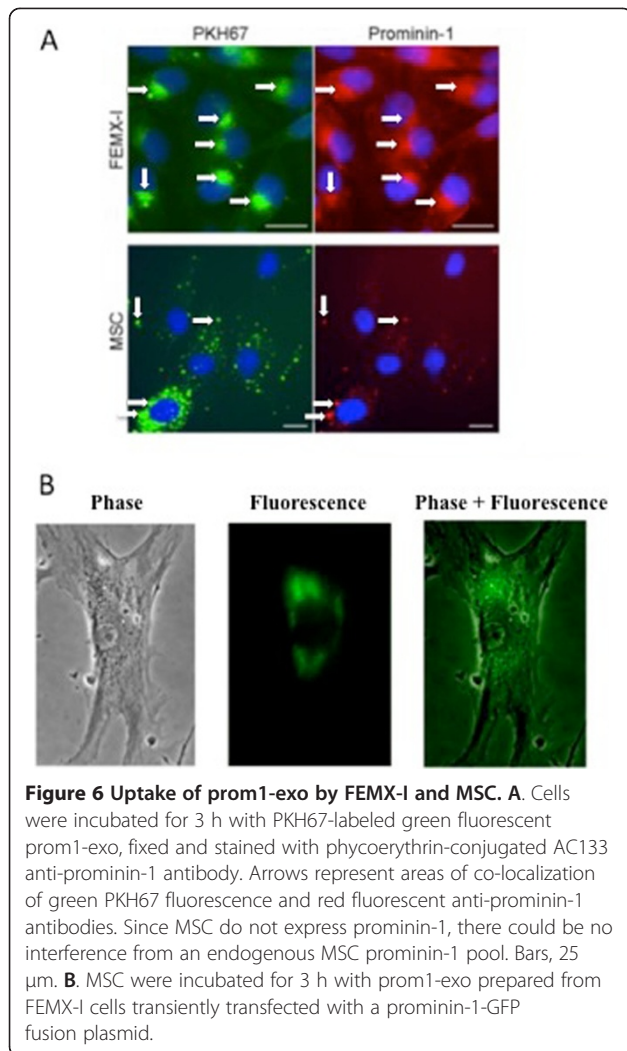 A
PKH67 Prominin-1
FEMX-I
MSC
B
Phase Fluorescence Phase + Fluorescence
Figure 6 Uptake of prom1-exo by FEMX-I and MSC. A. Cells
were incubated for 3 h with PKH67-labeled green fluorescent
prom1-exo, fixed and stained with phycoerythrin-conjugated AC133
anti-prominin-1 antibody. Arrows represent areas of co-localization
of green PKH67 fluorescence and red fluorescent anti-prominin-1
antibodies. Since MSC do not express prominin-1, there could be no
interference from an endogenous MSC prominin-1 pool. Bars, 25
μm. B. MSC were incubated for 3 h with prom1-exo prepared from
FEMX-I cells transiently transfected with a prominin-1-GFP
fusion plasmid.